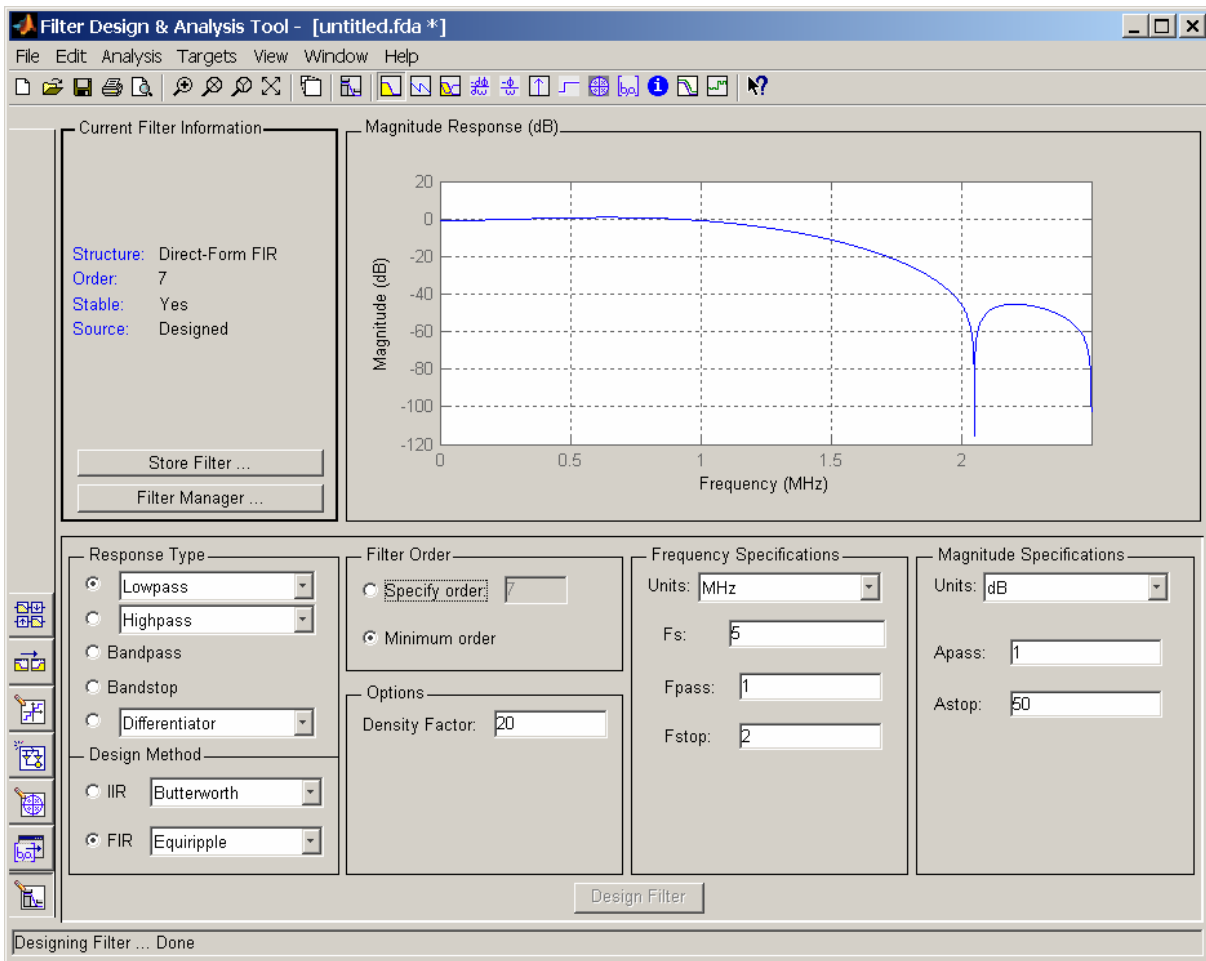 Filter Design & Analysis Tool - [untitled.fda *]
File Edit Analysis Targets View Window Help
Current Filter Information
Structure: Direct-Form FIR
Order: 7
Stable: Yes
Source: Designed
Store Filter ...
Filter Manager ...
Magnitude Response (dB)
20
0
-20
-40
-60
-80
-100
-120
Magnitude (dB)
0 0.5 1 1.5 2
Frequency (MHz)
Response Type
Lowpass
Highpass
Bandpass
Bandstop
Differentiator
Design Method
IIR Butterworth
FIR Equiripple
Filter Order
Specify order: 7
Minimum order
Options
Density Factor: 20
Frequency Specifications
Units: MHz
Fs: 5
Fpass: 1
Fstop: 2
Magnitude Specifications
Units: dB
Apass: 1
Astop: 50
Design Filter
Designing Filter ... Done